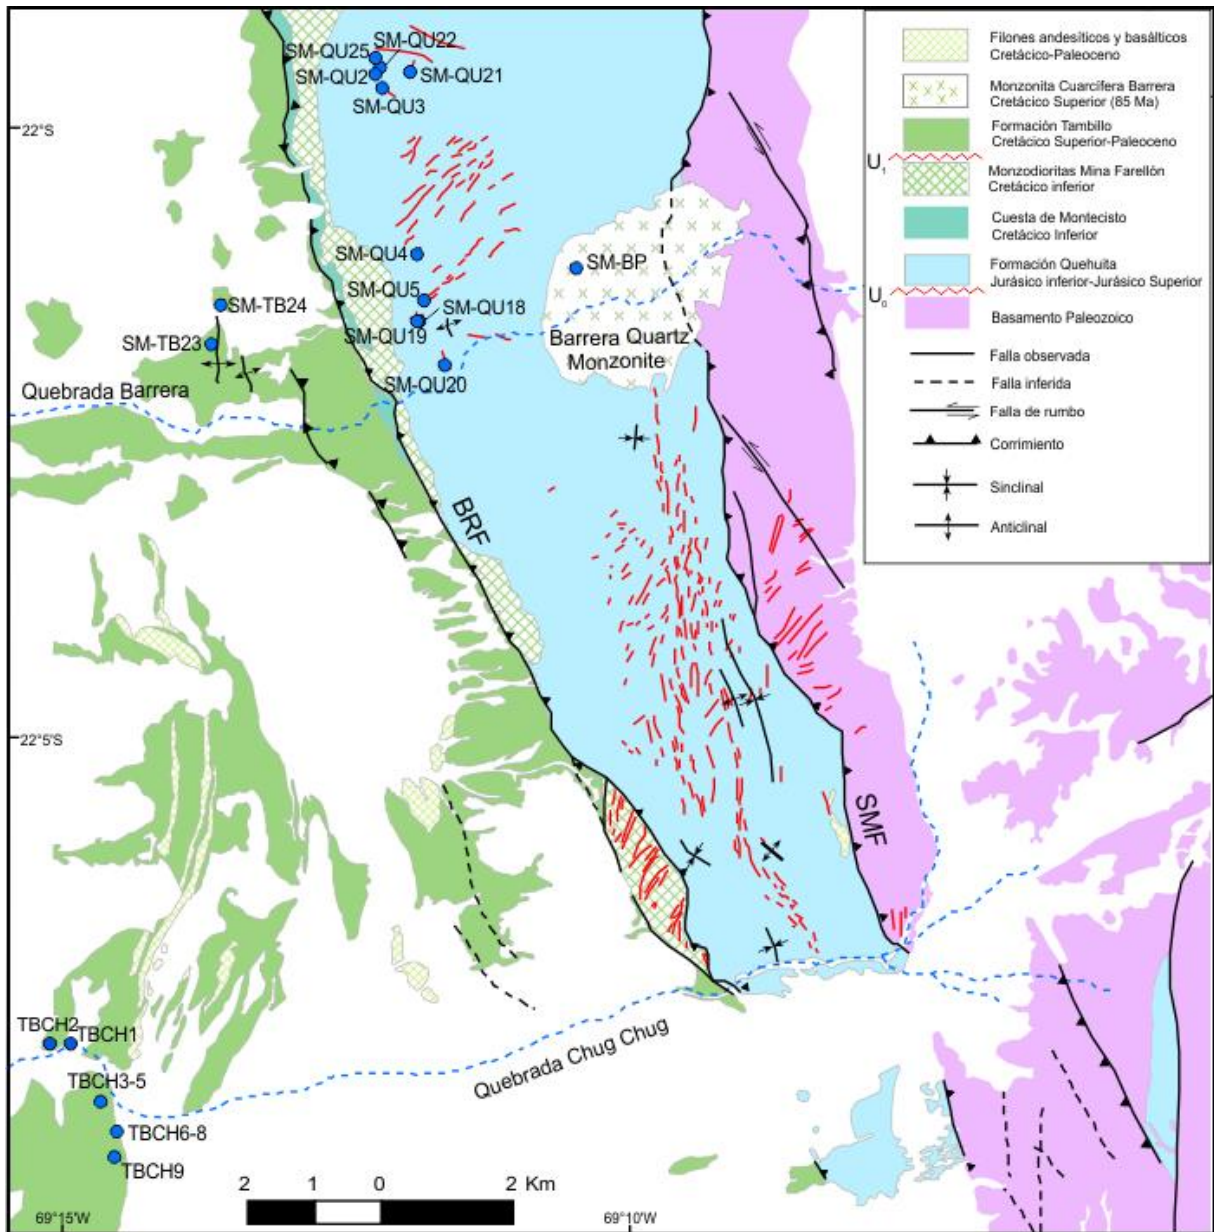 SM-QU22
SM-QU25
SM-QU2
SM-QU21
SM-QU3
22°S
SM-QU4
SM-BP
SM-QU5
SM-QU18
SM-TB24
SM-QU19
SM-TB23
Barrera Quartz
Monzonite
SM-QU20
Quebrada Barrera
BRF
22°5'S
SMF
TBCH2
TBCH1
Quebrada Chug Chug
TBCH3-5
TBCH6-8
TBCH9
2 1 0 2 Km
69°15'W
69°10'W
Filones andesíticos y basálticos
Cretácico-Paleoceno
Monzonita Cuarcífera Barrera
Cretácico Superior (85 Ma)
Formación Tambillo
Cretácico Superior-Paleoceno
U1
Monzodioritas Mina Farellón
Cretácico inferior
Cuesta de Montecisto
Cretácico Inferior
Formación Quehuita
Jurásico inferior-Jurásico Superior
U0
Basamento Paleozoico
Falla observada
Falla inferida
Falla de rumbo
Corrimiento
Sinclinal
Anticlinal